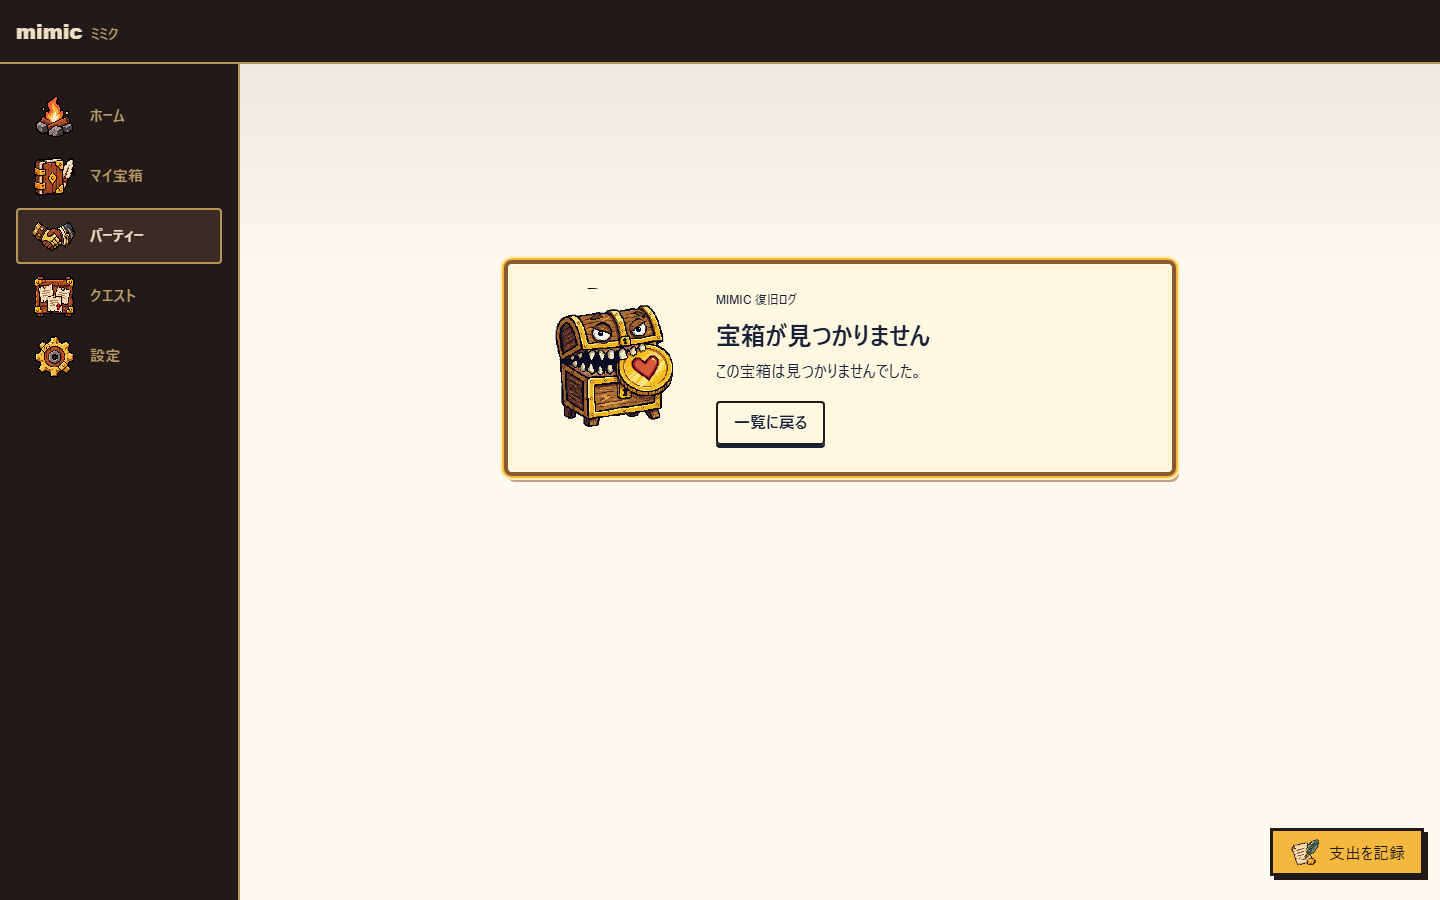 mimic ミミク
ホーム
マイ宝箱
パーティー
クエスト
設定
MIMIC 復旧ログ
宝箱が見つかりません
この宝箱は見つかりませんでした。
一覧に戻る
支出を記録